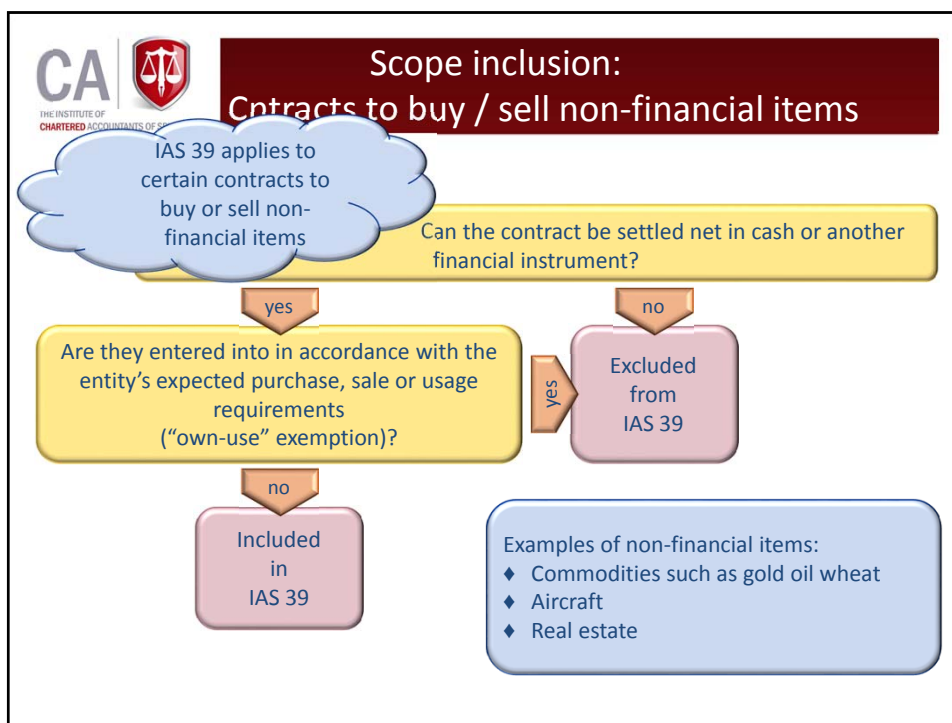 CA
THE INSTITUTE OF
CHARTERED ACCOUNTANTS OF
Scope inclusion:
Cntracts to buy / sell non-financial items
IAS 39 applies to
certain contracts to
buy or sell non-
financial items
Can the contract be settled net in cash or another
financial instrument?
yes
no
Are they entered into in accordance with the
entity's expected purchase, sale or usage
requirements
(“own-use” exemption)?
yes
Excluded
from
IAS 39
no
Included
in
IAS 39
Examples of non-financial items:
♦ Commodities such as gold oil wheat
♦ Aircraft
♦ Real estate